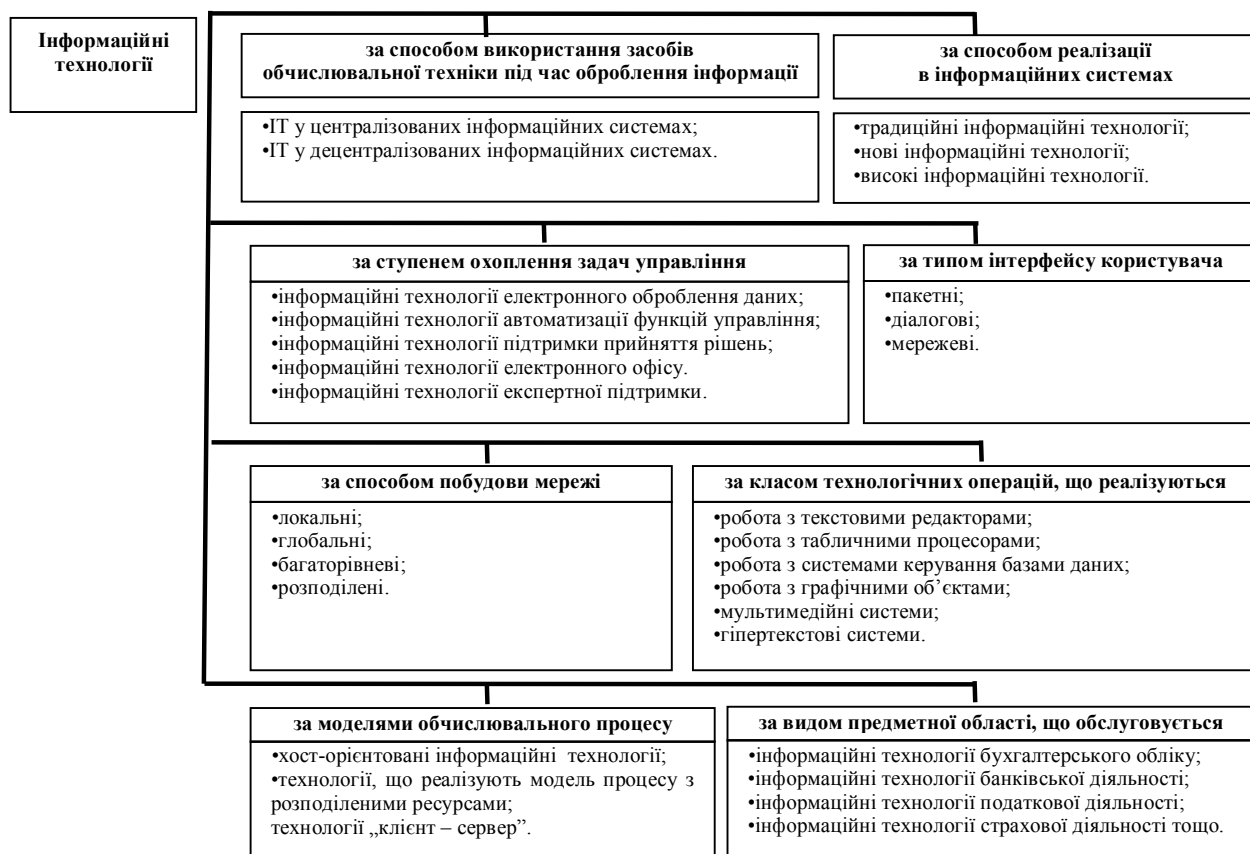 Інформаційні
технології
за способом використання засобів
обчислювальної техніки під час оброблення інформації
•ІТ у централізованих інформаційних системах;
•ІТ у децентралізованих інформаційних системах.
за способом реалізації
в інформаційних системах
•традиційні інформаційні технології;
•нові інформаційні технології;
•високі інформаційні технології.
за ступенем охоплення задач управління
•інформаційні технології електронного оброблення даних;
•інформаційні технології автоматизації функцій управління;
•інформаційні технології підтримки прийняття рішень;
•інформаційні технології електронного офісу.
•інформаційні технології експертної підтримки.
за типом інтерфейсу користувача
•пакетні;
•діалогові;
•мережеві.
за способом побудови мережі
•локальні;
•глобальні;
•багаторівневі;
•розподілені.
за класом технологічних операцій, що реалізуються
•робота з текстовими редакторами;
•робота з табличними процесорами;
•робота з системами керування базами даних;
•робота з графічними об’єктами;
•мультимедійні системи;
•гіпертекстові системи.
за моделями обчислювального процесу
•хост-орієнтовані інформаційні технології;
•технології, що реалізують модель процесу з
розподіленими ресурсами;
технології „клієнт – сервер”.
за видом предметної області, що обслуговується
•інформаційні технології бухгалтерського обліку;
•інформаційні технології банківської діяльності;
•інформаційні технології податкової діяльності;
•інформаційні технології страхової діяльності тощо.